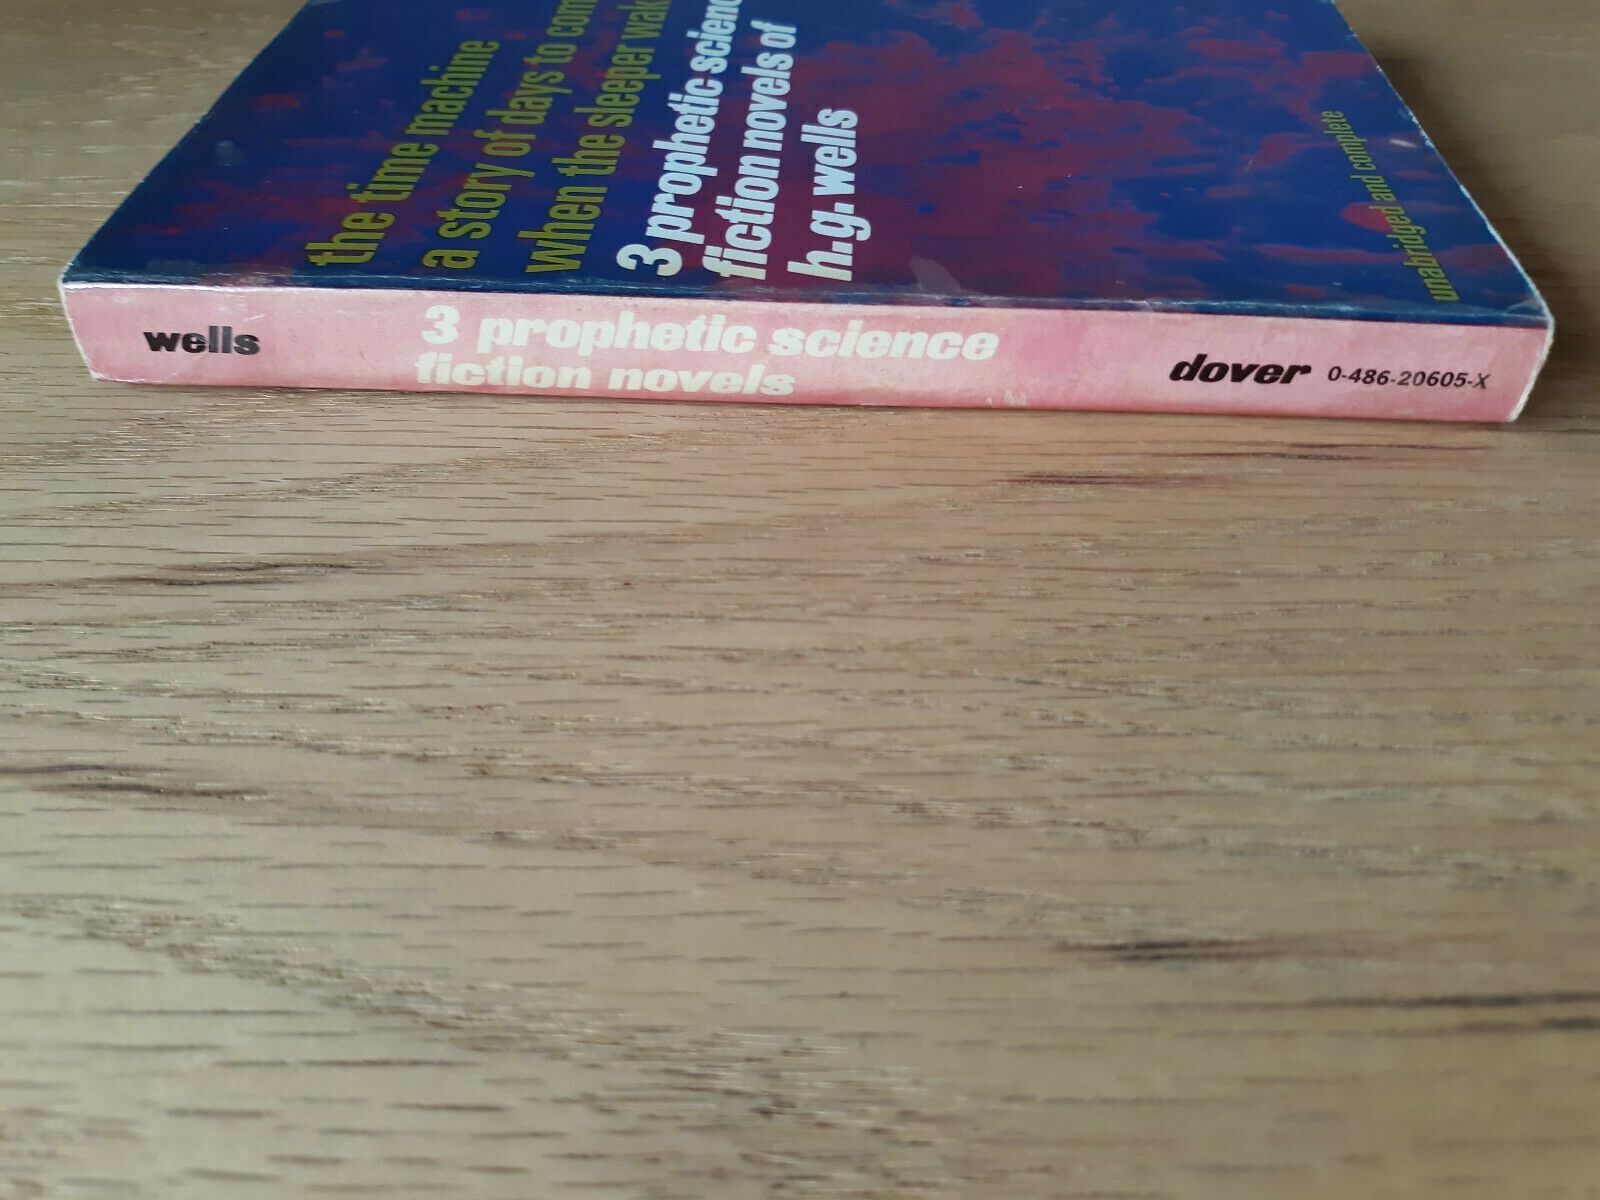 the time machine
a story of days to com
when the sleeper wak
3 prophetic scienc
fiction novels of
h.g. wells
unabridged and complete
wells
3 prophetic science
fiction novels
dover 0-486-20605-X